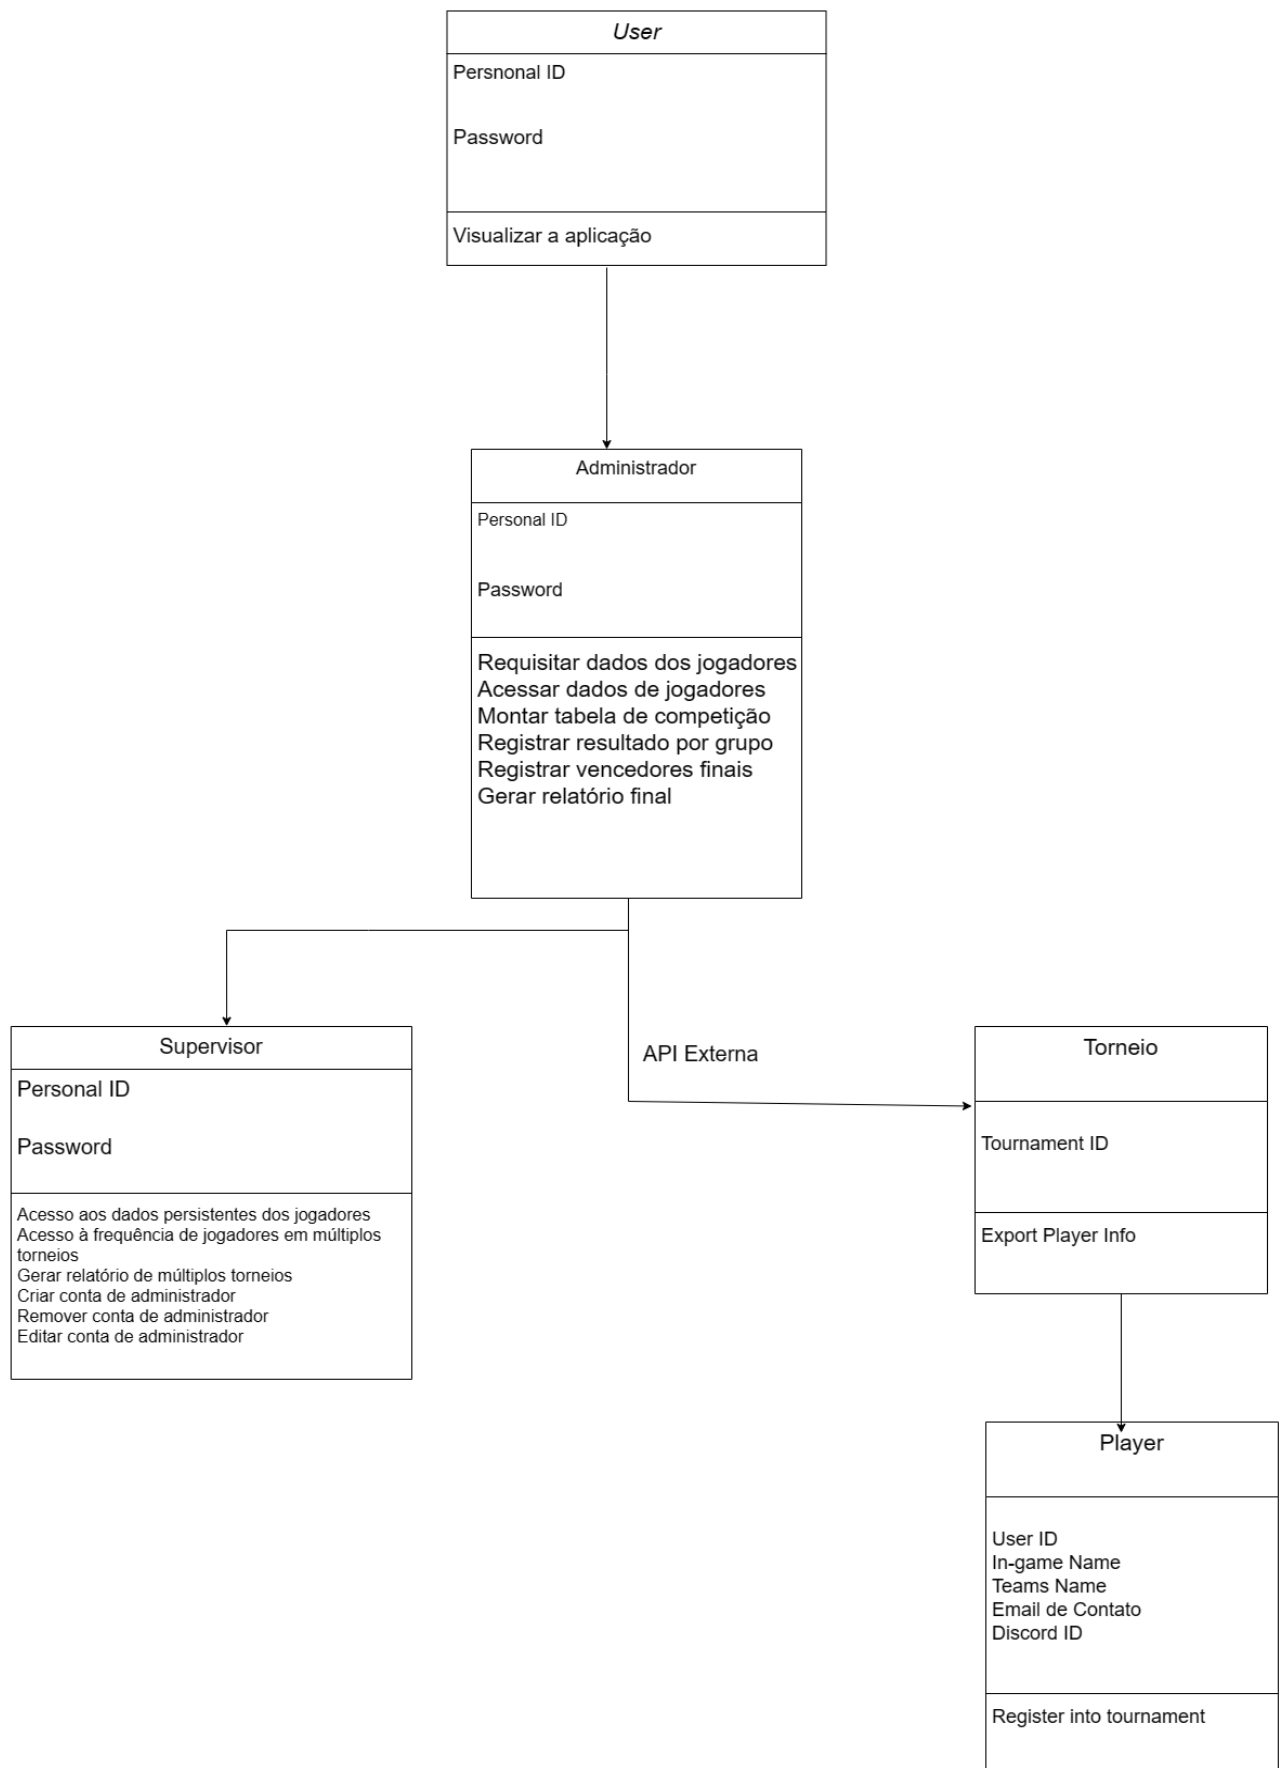 User
Persnonal ID
Password
Visualizar a aplicação
Administrador
Personal ID
Password
Requisitar dados dos jogadores
Acessar dados de jogadores
Montar tabela de competição
Registrar resultado por grupo
Registrar vencedores finais
Gerar relatório final
Supervisor
Personal ID
Password
Acesso aos dados persistentes dos jogadores
Acesso à frequência de jogadores em múltiplos
torneios
Gerar relatório de múltiplos torneios
Criar conta de administrador
Remover conta de administrador
Editar conta de administrador
API Externa
Torneio
Tournament ID
Export Player Info
Player
User ID
In-game Name
Teams Name
Email de Contato
Discord ID
Register into tournament